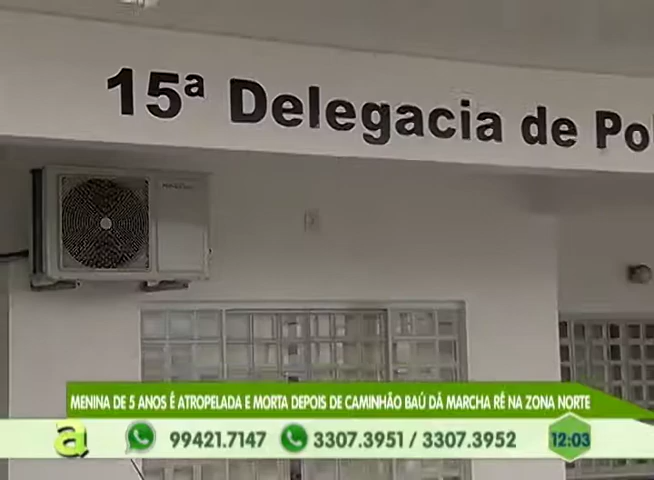 15ª Delegacia de Pol
MENINA DE 5 ANOS É ATROPELADA E MORTA DEPOIS DE CAMINHÃO BAÚ DÁ MARCHA RÉ NA ZONA NORTE
a 99421.7147 3307.3951 / 3307.3952 12:03